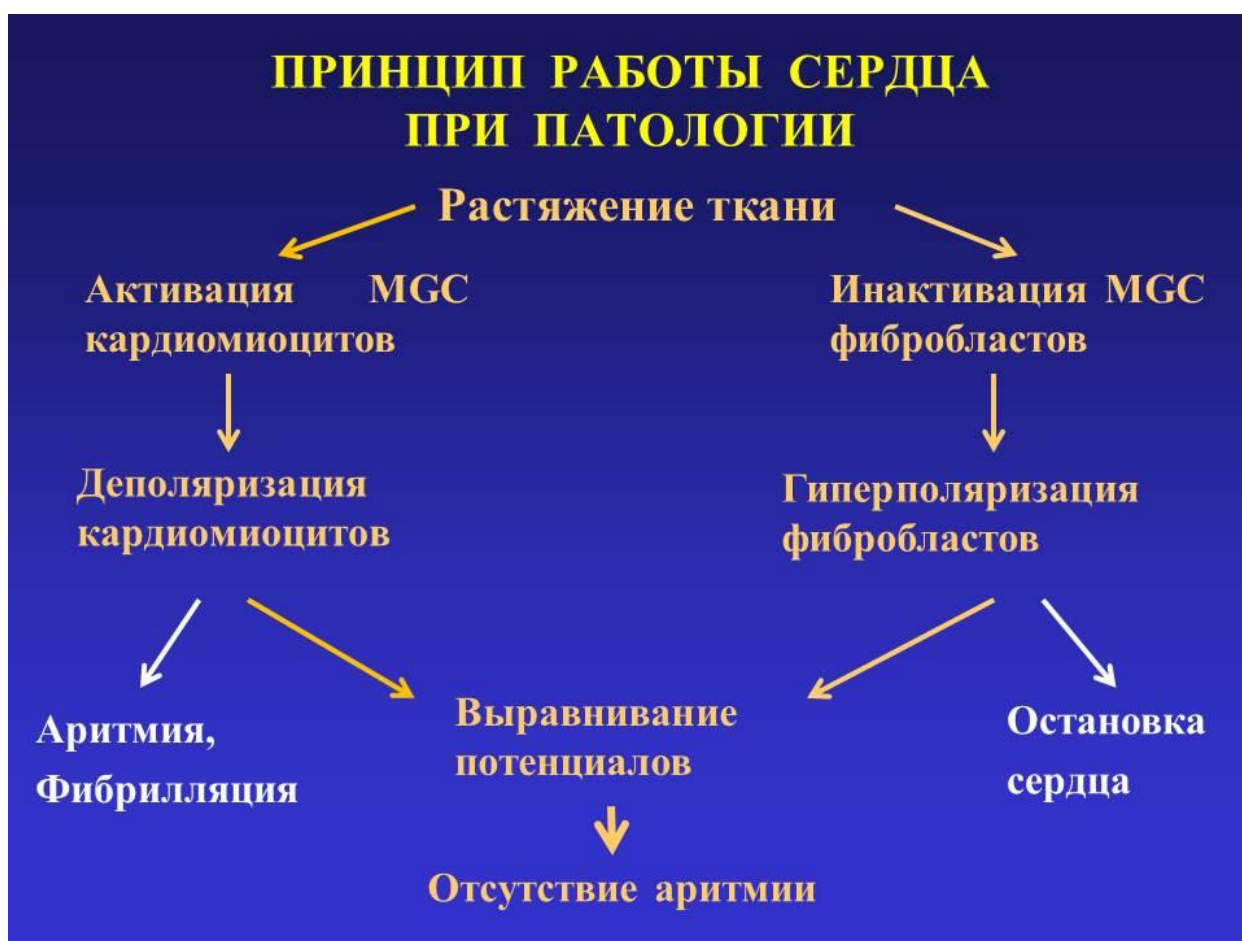 ПРИНЦИП РАБОТЫ СЕРДЦА
ПРИ ПАТОЛОГИИ
Растяжение ткани
Активация MGC
кардиомиоцитов
Инактивация MGC
фибробластов
Деполяризация
кардиомиоцитов
Гиперполяризация
фибробластов
Аритмия,
Фибрилляция
Выравнивание
потенциалов
Остановка
сердца
Отсутствие аритмии